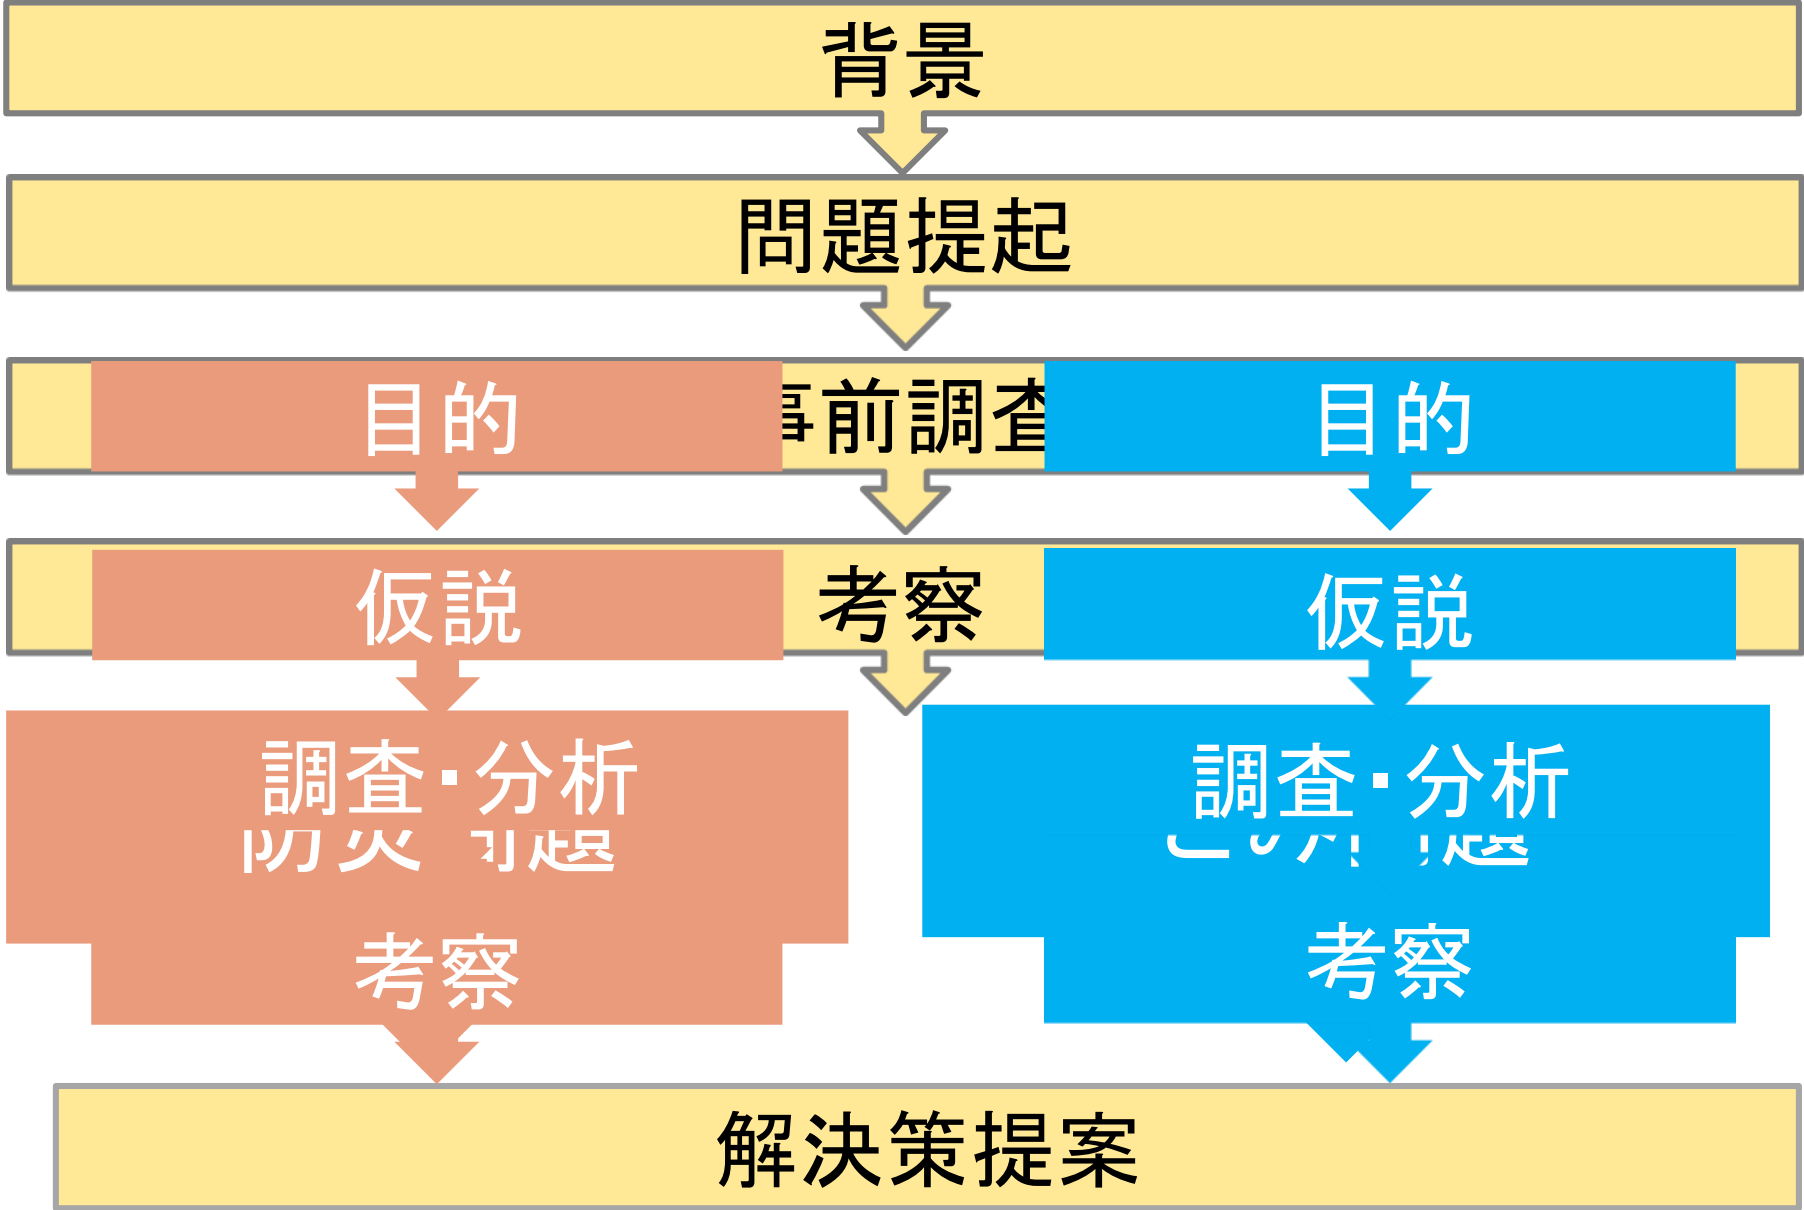 背景
問題提起
目的
前調査
目的
仮説
考察
仮説
調査・分析
調査・分析
考察
考察
解決策提案